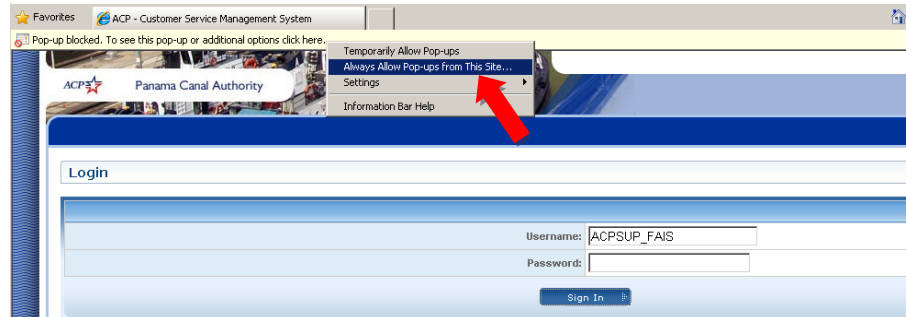 Favorites ACP - Customer Service Management System
Pop-up blocked. To see this pop-up or additional options click here.
Temporarily Allow Pop-ups
Always Allow Pop-ups from This Site...
Settings
Information Bar Help
ACP Panama Canal Authority
Login
Username: ACPSUP_FAIS
Password:
Sign In